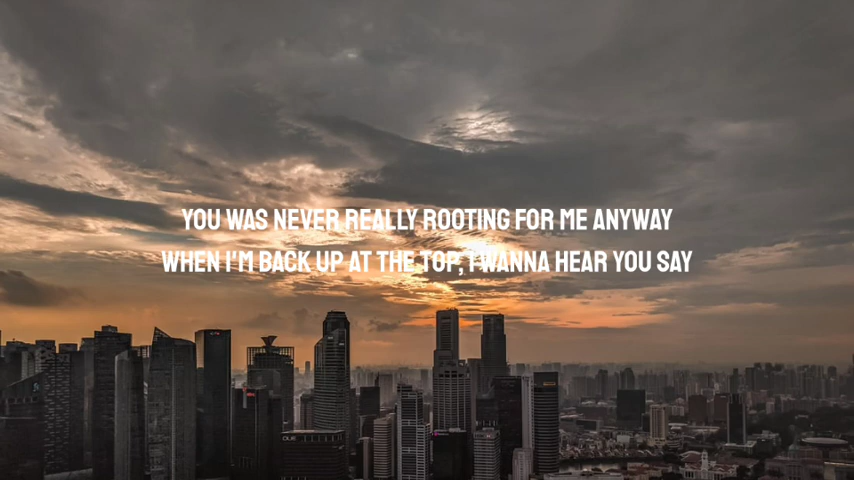 YOU WAS NEVER REALLY ROOTING FOR ME ANYWAY
WHEN I'M BACK UP AT THE TOP, I WANNA HEAR YOU SAY